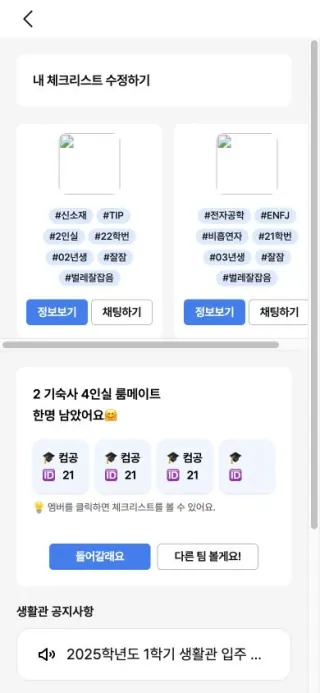 내 체크리스트 수정하기
#신소재 #TIP
#2인실 #22학번
#02년생 #잘잠
#벌레잘잡음
정보보기 채팅하기
#전자공학 #ENFJ
#비흡연자 #21학번
#03년생 #잘잠
#벌레잘잡음
정보보기 채팅하기
2 기숙사 4인실 룸메이트
한명 남았어요🤗
🎓 컴공
🆔 21
🎓 컴공
🆔 21
🎓 컴공
🆔 21
🎓
🆔
💡 멤버를 클릭하면 체크리스트를 볼 수 있어요.
들어갈래요 다른 팀 볼게요!
생활관 공지사항
2025학년도 1학기 생활관 입주 ...